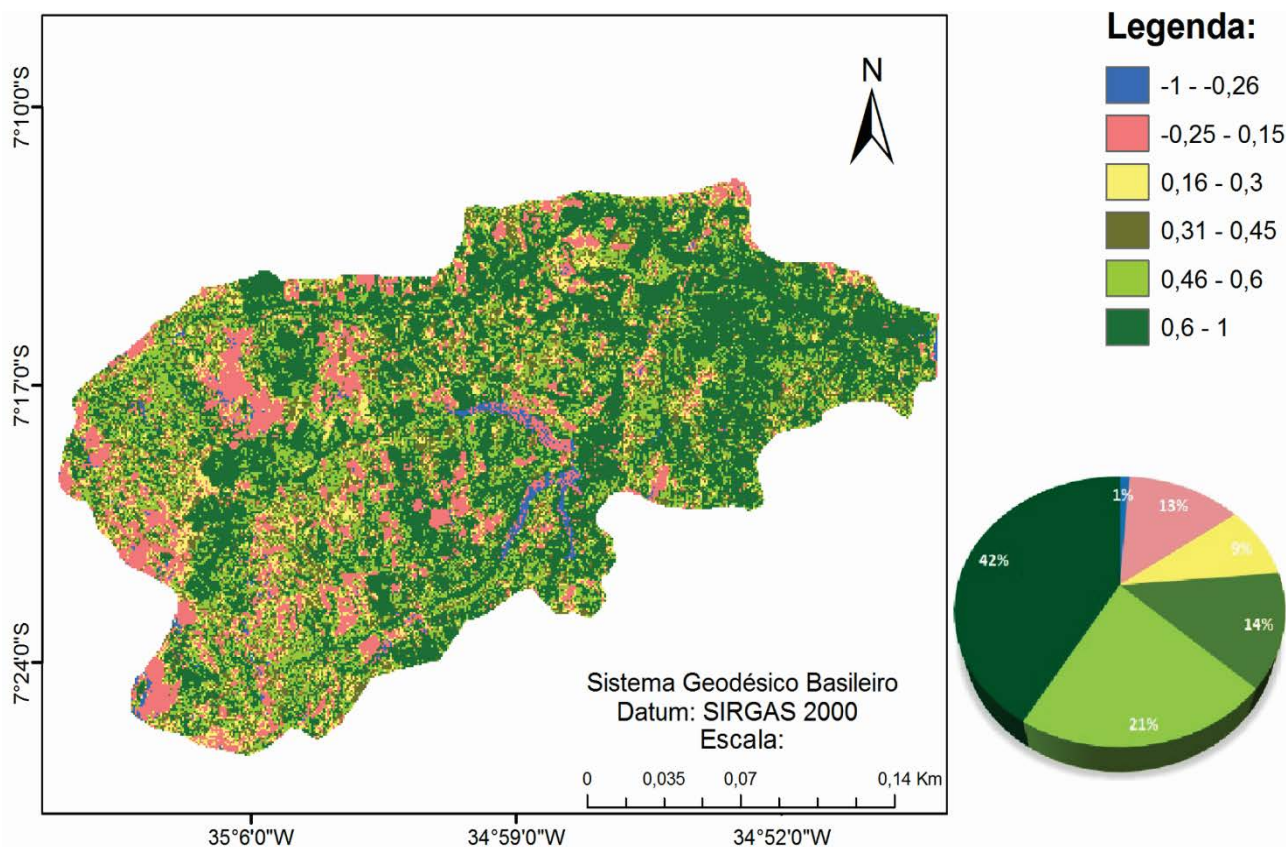 Legenda:
-1 - -0,26
-0,25 - 0,15
0,16 - 0,3
0,31 - 0,45
0,46 - 0,6
0,6 - 1
N
7°10'0"S
7°17'0"S
7°24'0"S
35°6'0"W
34°59'0"W
34°52'0"W
Sistema Geodésico Basileiro
Datum: SIRGAS 2000
Escala:
0 0,035 0,07 0,14 Km
1%
13%
9%
14%
21%
42%